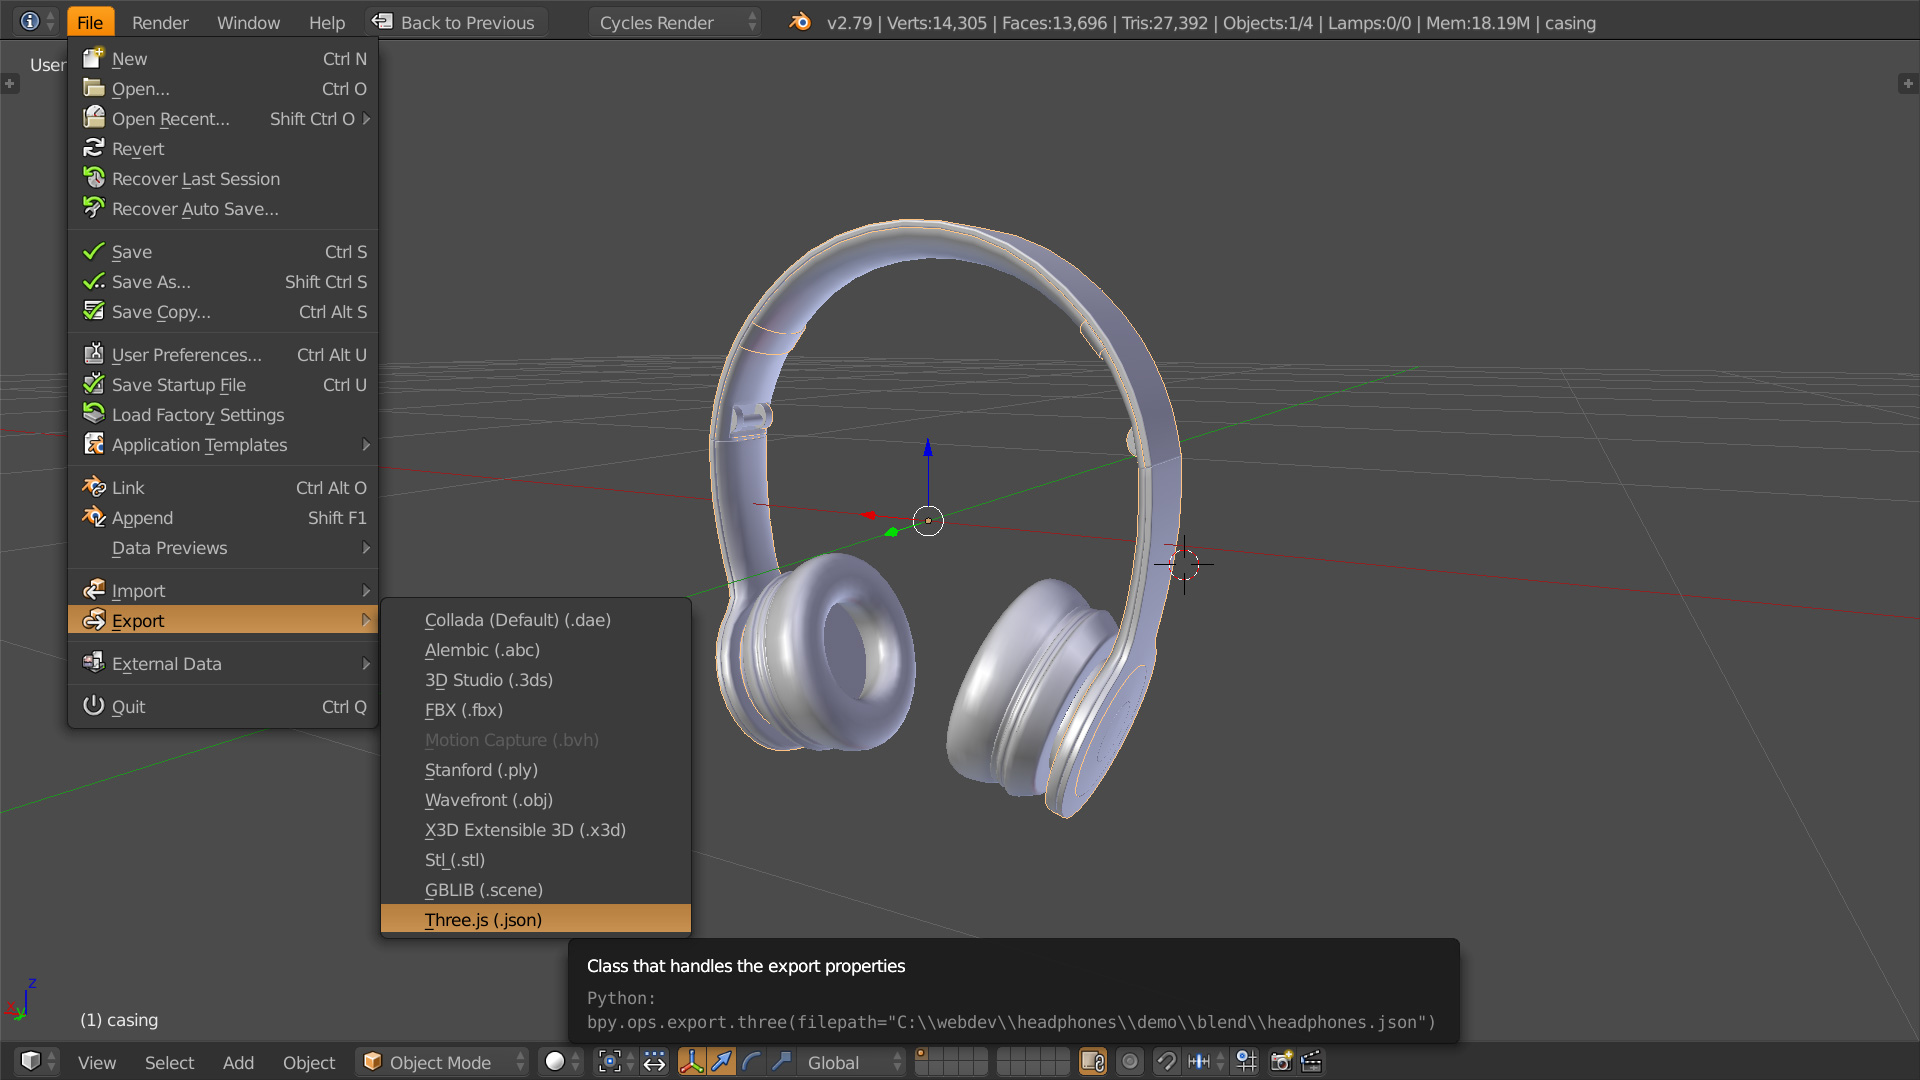 File Render Window Help Back to Previous Cycles Render v2.79 | Verts:14,305 | Faces:13,696 | Tris:27,392 | Objects:1/4 | Lamps:0/0 | Mem:18.19M | casing
User
New Ctrl N
Open... Ctrl O
Open Recent... Shift Ctrl O
Revert
Recover Last Session
Recover Auto Save...
Save Ctrl S
Save As... Shift Ctrl S
Save Copy... Ctrl Alt S
User Preferences... Ctrl Alt U
Save Startup File Ctrl U
Load Factory Settings
Application Templates
Link Ctrl Alt O
Append Shift F1
Data Previews
Import
Export
External Data
Quit Ctrl Q
Collada (Default) (.dae)
Alembic (.abc)
3D Studio (.3ds)
FBX (.fbx)
Motion Capture (.bvh)
Stanford (.ply)
Wavefront (.obj)
X3D Extensible 3D (.x3d)
Stl (.stl)
GBLIB (.scene)
Three.js (.json)
Class that handles the export properties
Python:
bpy.ops.export.three(filepath="C:\\webdev\\headphones\\demo\\blend\\headphones.json")
z
x
y
(1) casing
View Select Add Object Object Mode Global